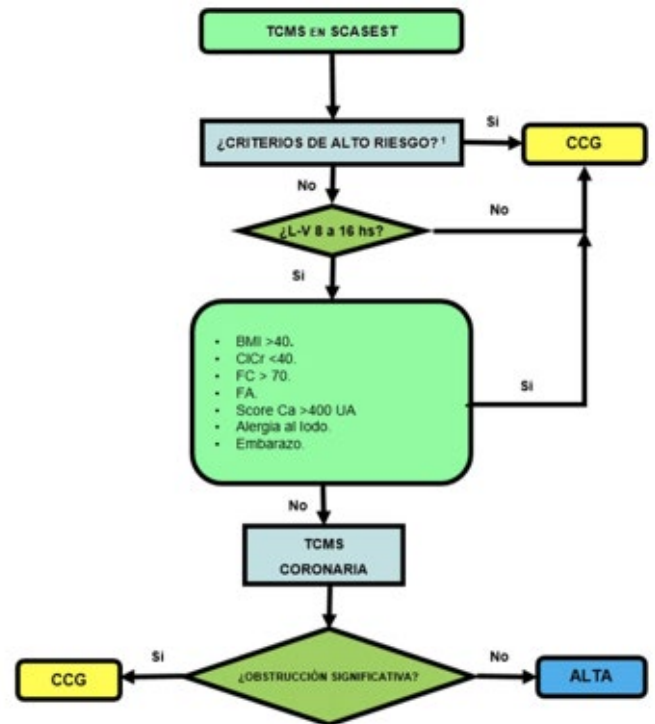 TCMS EN SCASEST
¿CRITERIOS DE ALTO RIESGO? 1
Si
CCG
No
¿L-V 8 a 16 hs?
No
Si
• BMI >40.
• ClCr <40.
• FC > 70.
• FA.
• Score Ca >400 UA
• Alergia al Iodo.
• Embarazo.
Si
No
TCMS
CORONARIA
CCG
Si
¿OBSTRUCCIÓN SIGNIFICATIVA?
No
ALTA